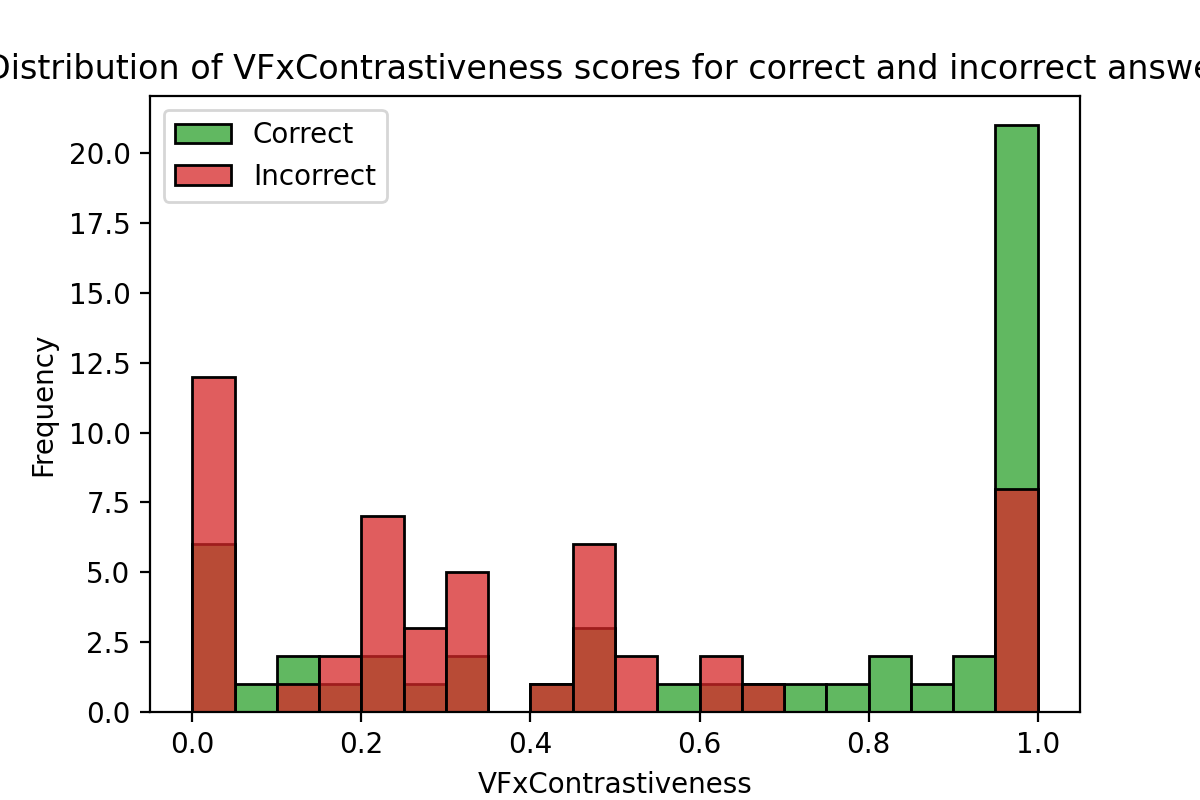 Distribution of VFxContrastiveness scores for correct and incorrect answe
Correct
Incorrect
20.0
17.5
15.0
12.5
10.0
7.5
5.0
2.5
0.0
Frequency
0.0 0.2 0.4 0.6 0.8 1.0
VFxContrastiveness